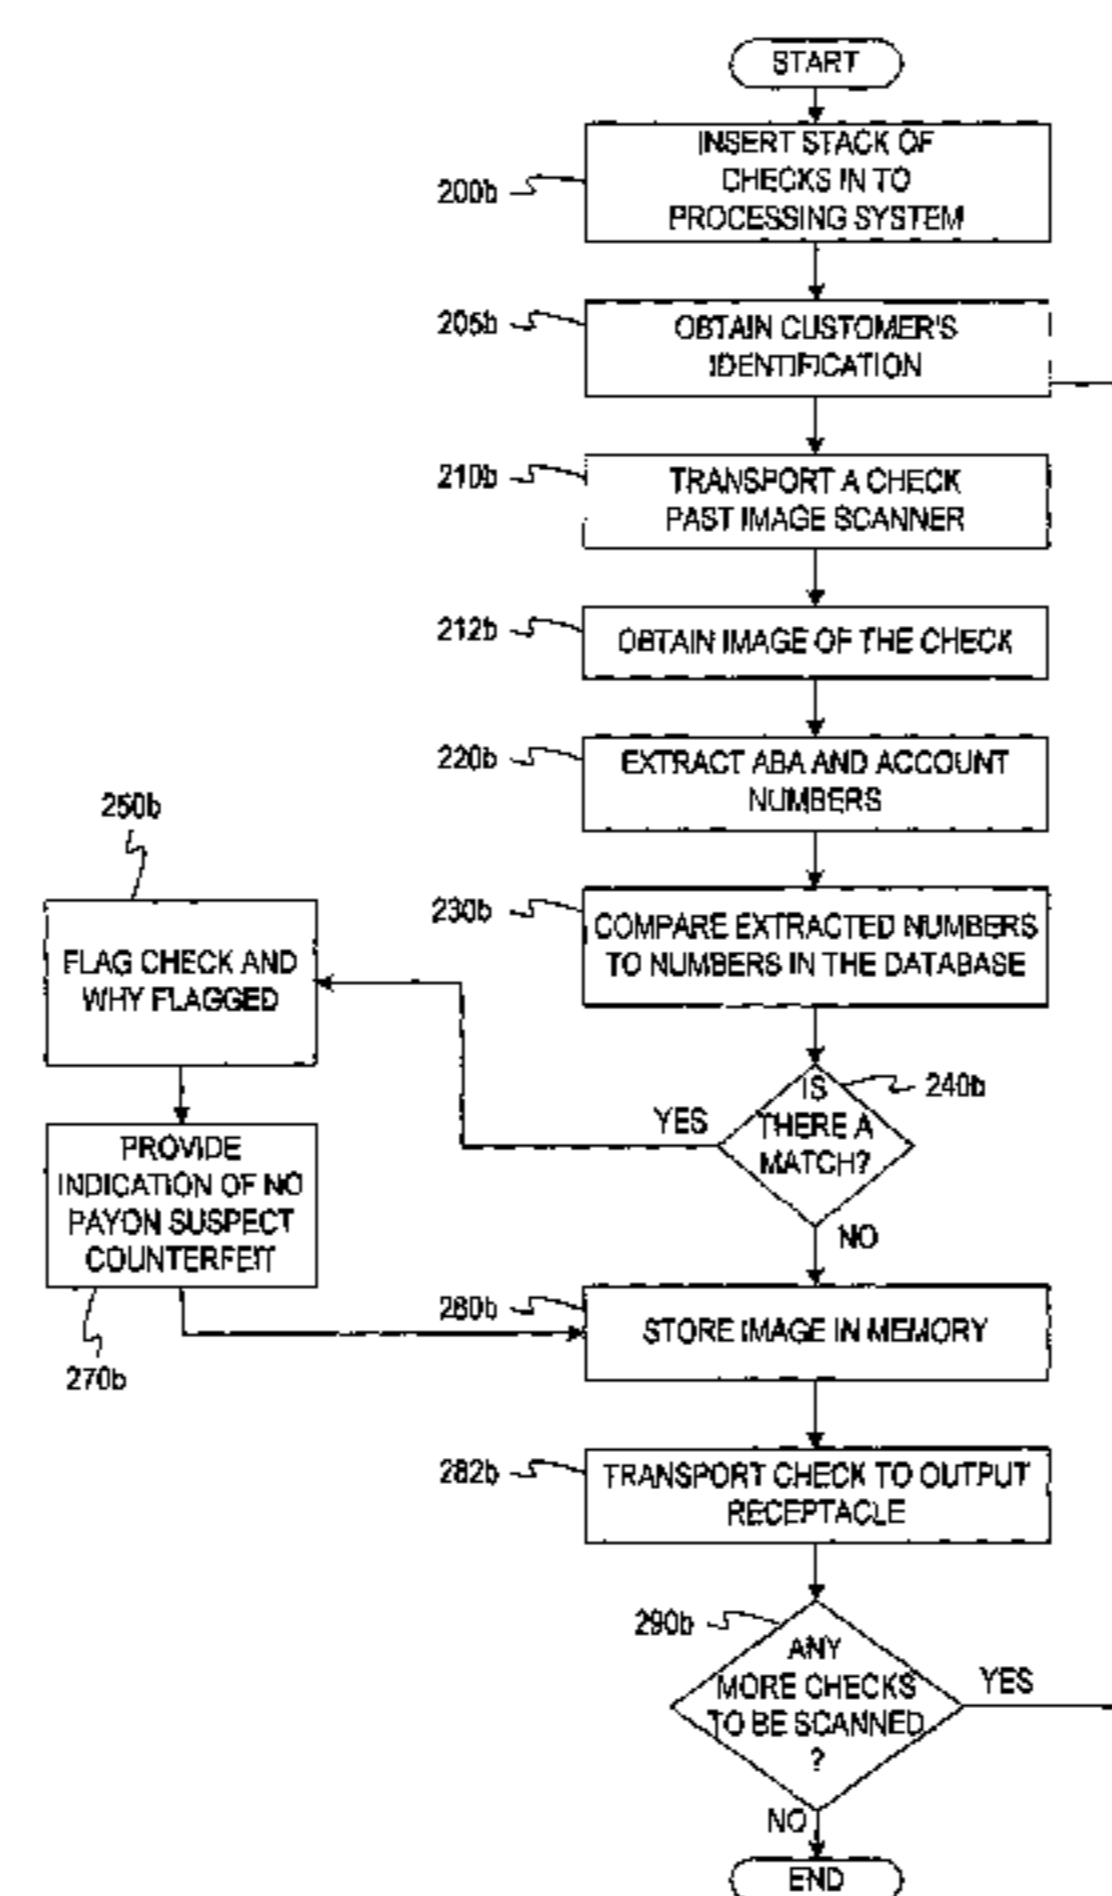 START
INSERT STACK OF
CHECKS IN TO
PROCESSING SYSTEM
200b
OBTAIN CUSTOMER'S
IDENTIFICATION
205b
TRANSPORT A CHECK
PAST IMAGE SCANNER
210b
OBTAIN IMAGE OF THE CHECK
212b
EXTRACT ABA AND ACCOUNT
NUMBERS
220b
COMPARE EXTRACTED NUMBERS
TO NUMBERS IN THE DATABASE
230b
IS
THERE A
MATCH?
240b
YES
NO
250b
FLAG CHECK AND
WHY FLAGGED
PROVIDE
INDICATION OF NO
PAYON SUSPECT
COUNTERFEIT
270b
280b
STORE IMAGE IN MEMORY
282b
TRANSPORT CHECK TO OUTPUT
RECEPTACLE
290b
ANY
MORE CHECKS
TO BE SCANNED
?
YES
NO
END